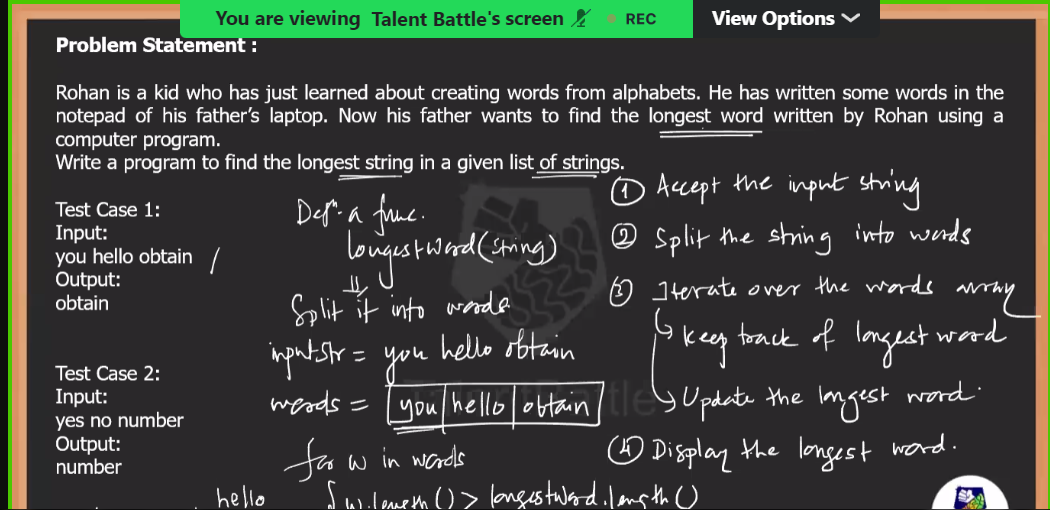 You are viewing Talent Battle's screen REC View Options
Problem Statement :
Rohan is a kid who has just learned about creating words from alphabets. He has written some words in the
notepad of his father's laptop. Now his father wants to find the longest word written by Rohan using a
computer program.
Write a program to find the longest string in a given list of strings.
Test Case 1:
Input:
you hello obtain
Output:
obtain
Test Case 2:
Input:
yes no number
Output:
number
Defn. a func.
longestWord(string)
Split it into words
inputStr = you hello obtain
words = you hello obtain
for w in words
hello
w.length() > longestWord.length()
① Accept the input string
② Split the string into words
③ Iterate over the words array
↳ keep track of longest word
↳ Update the longest word.
④ Display the longest word.